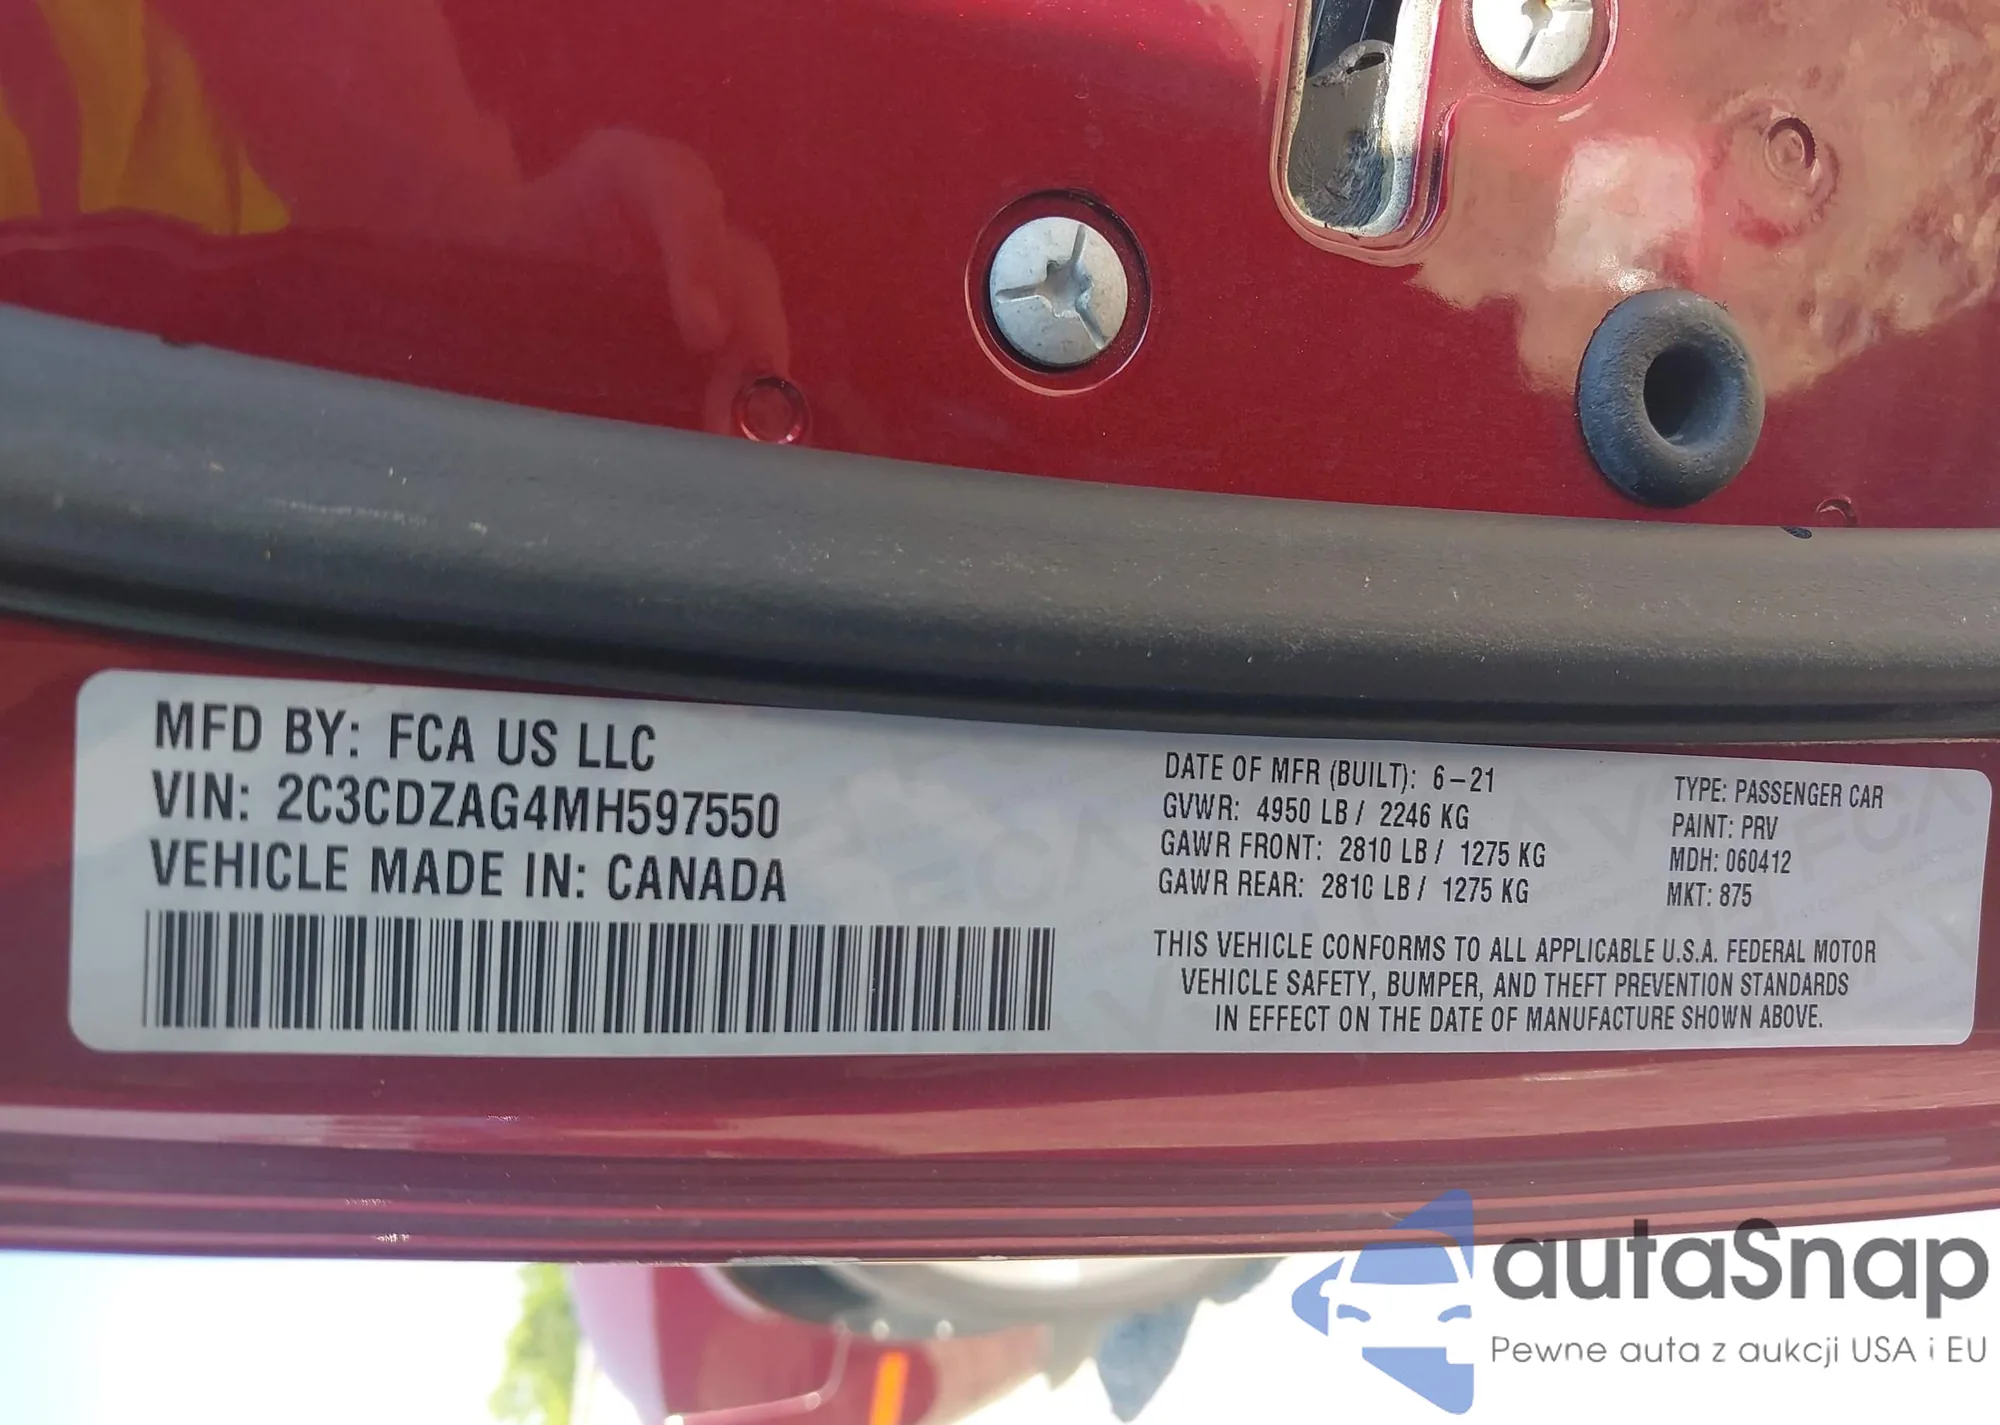 MFD BY: FCA US LLC
VIN: 2C3CDZAG4MH597550
VEHICLE MADE IN: CANADA
DATE OF MFR (BUILT): 6-21
GVWR: 4950 LB / 2246 KG
GAWR FRONT: 2810 LB / 1275 KG
GAWR REAR: 2810 LB / 1275 KG
TYPE: PASSENGER CAR
PAINT: PRV
MDH: 060412
MKT: 875
THIS VEHICLE CONFORMS TO ALL APPLICABLE U.S.A. FEDERAL MOTOR
VEHICLE SAFETY, BUMPER, AND THEFT PREVENTION STANDARDS
IN EFFECT ON THE DATE OF MANUFACTURE SHOWN ABOVE.
autaSnap
Pewne auta z aukcji USA i EU